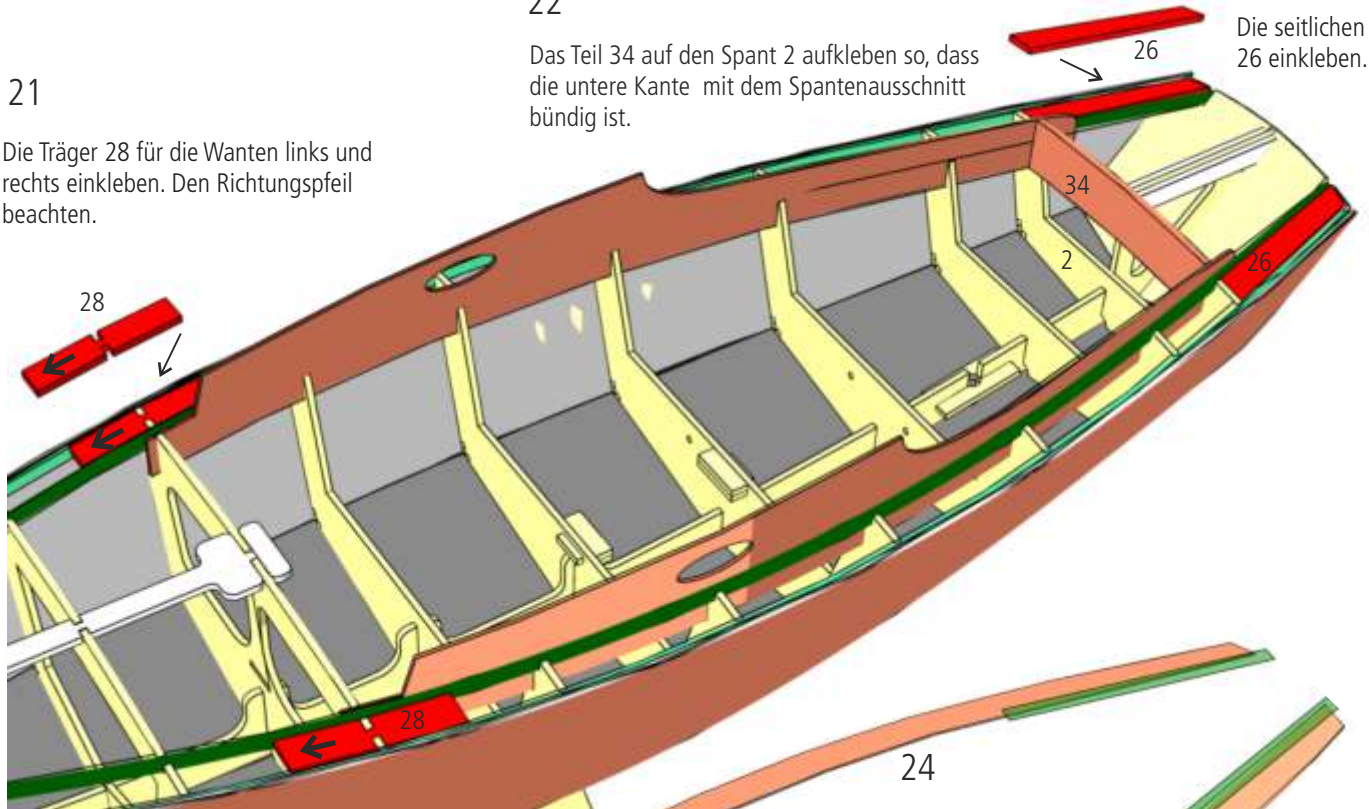 21
Die Träger 28 für die Wanten links und
rechts einkleben. Den Richtungspfeil
beachten.
28
22
Das Teil 34 auf den Spant 2 aufkleben so, dass
die untere Kante mit dem Spantenausschnitt
bündig ist.
26
Die seitlichen
26 einkleben.
34
2
26
28
24